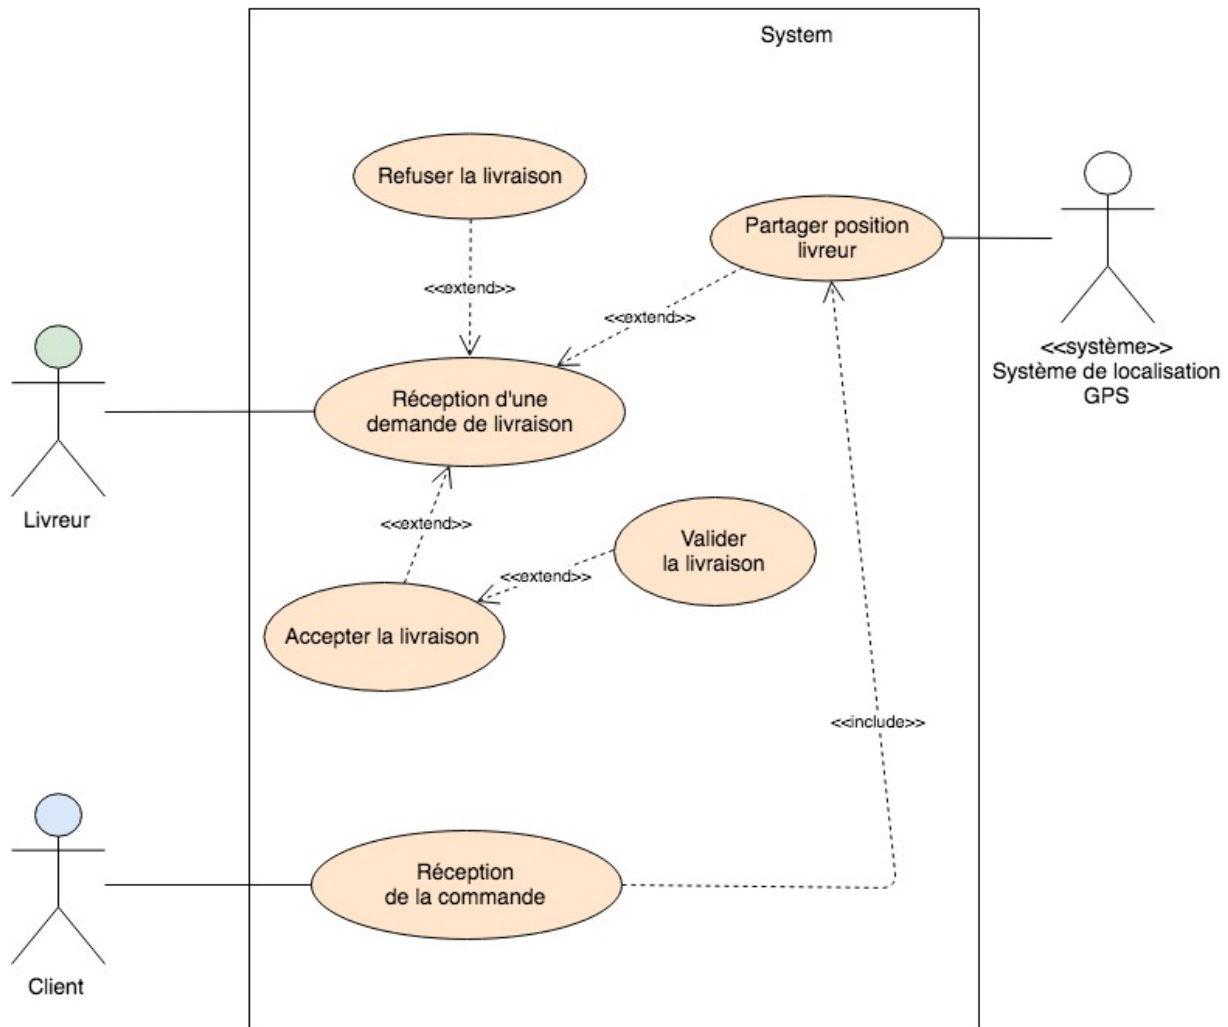 System
Refuser la livraison
Partager position
livreur
<<extend>>
<<extend>>
<<système>>
Système de localisation
GPS
Réception d'une
demande de livraison
Livreur
<<extend>>
Valider
la livraison
<<extend>>
Accepter la livraison
<<include>>
Réception
de la commande
Client